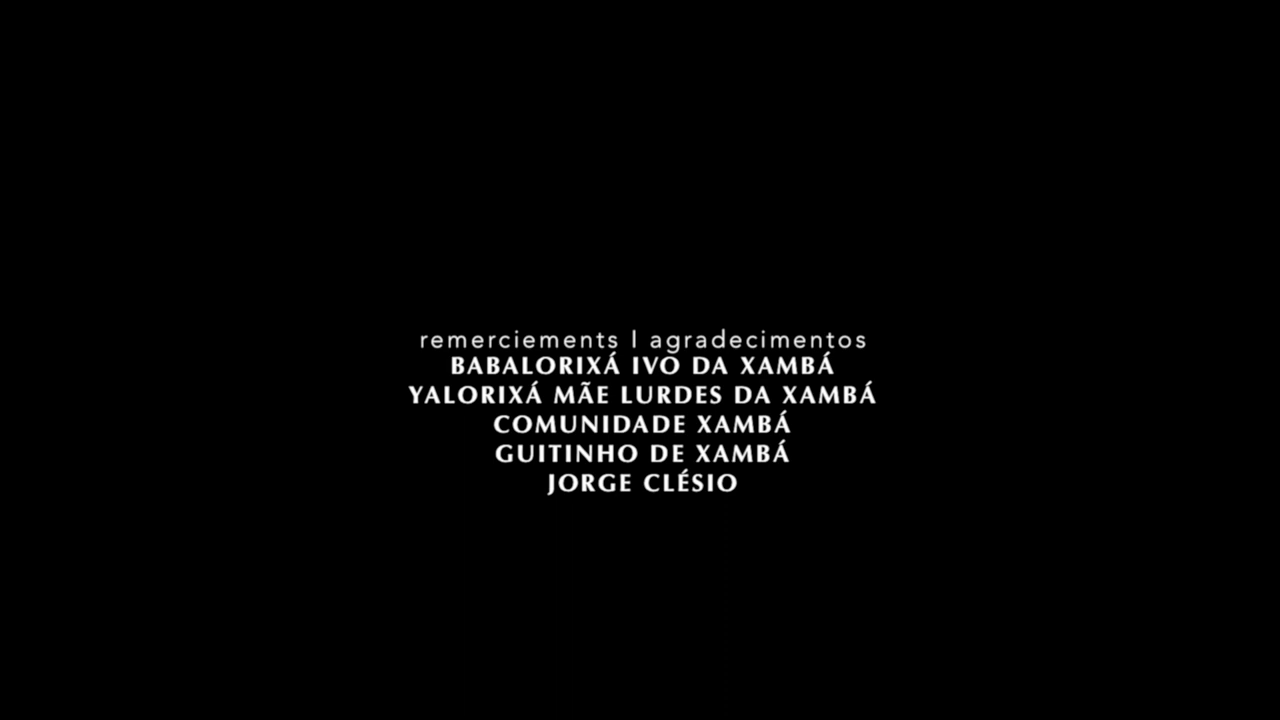 remerciements | agradecimentos
BABALORIXÁ IVO DA XAMBÁ
YALORIXÁ MÃE LURDES DA XAMBÁ
COMUNIDADE XAMBÁ
GUITINHO DE XAMBÁ
JORGE CLÉSIO